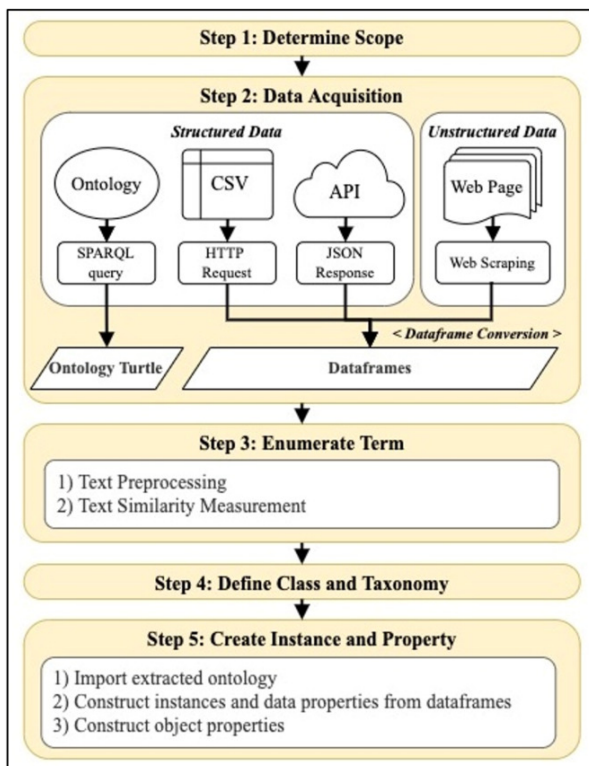 Step 1: Determine Scope
Step 2: Data Acquisition
Structured Data
Unstructured Data
Ontology
CSV
API
Web Page
SPARQL
query
HTTP
Request
JSON
Response
Web Scraping
< Dataframe Conversion >
Ontology Turtle
Dataframes
Step 3: Enumerate Term
1) Text Preprocessing
2) Text Similarity Measurement
Step 4: Define Class and Taxonomy
Step 5: Create Instance and Property
1) Import extracted ontology
2) Construct instances and data properties from dataframes
3) Construct object properties